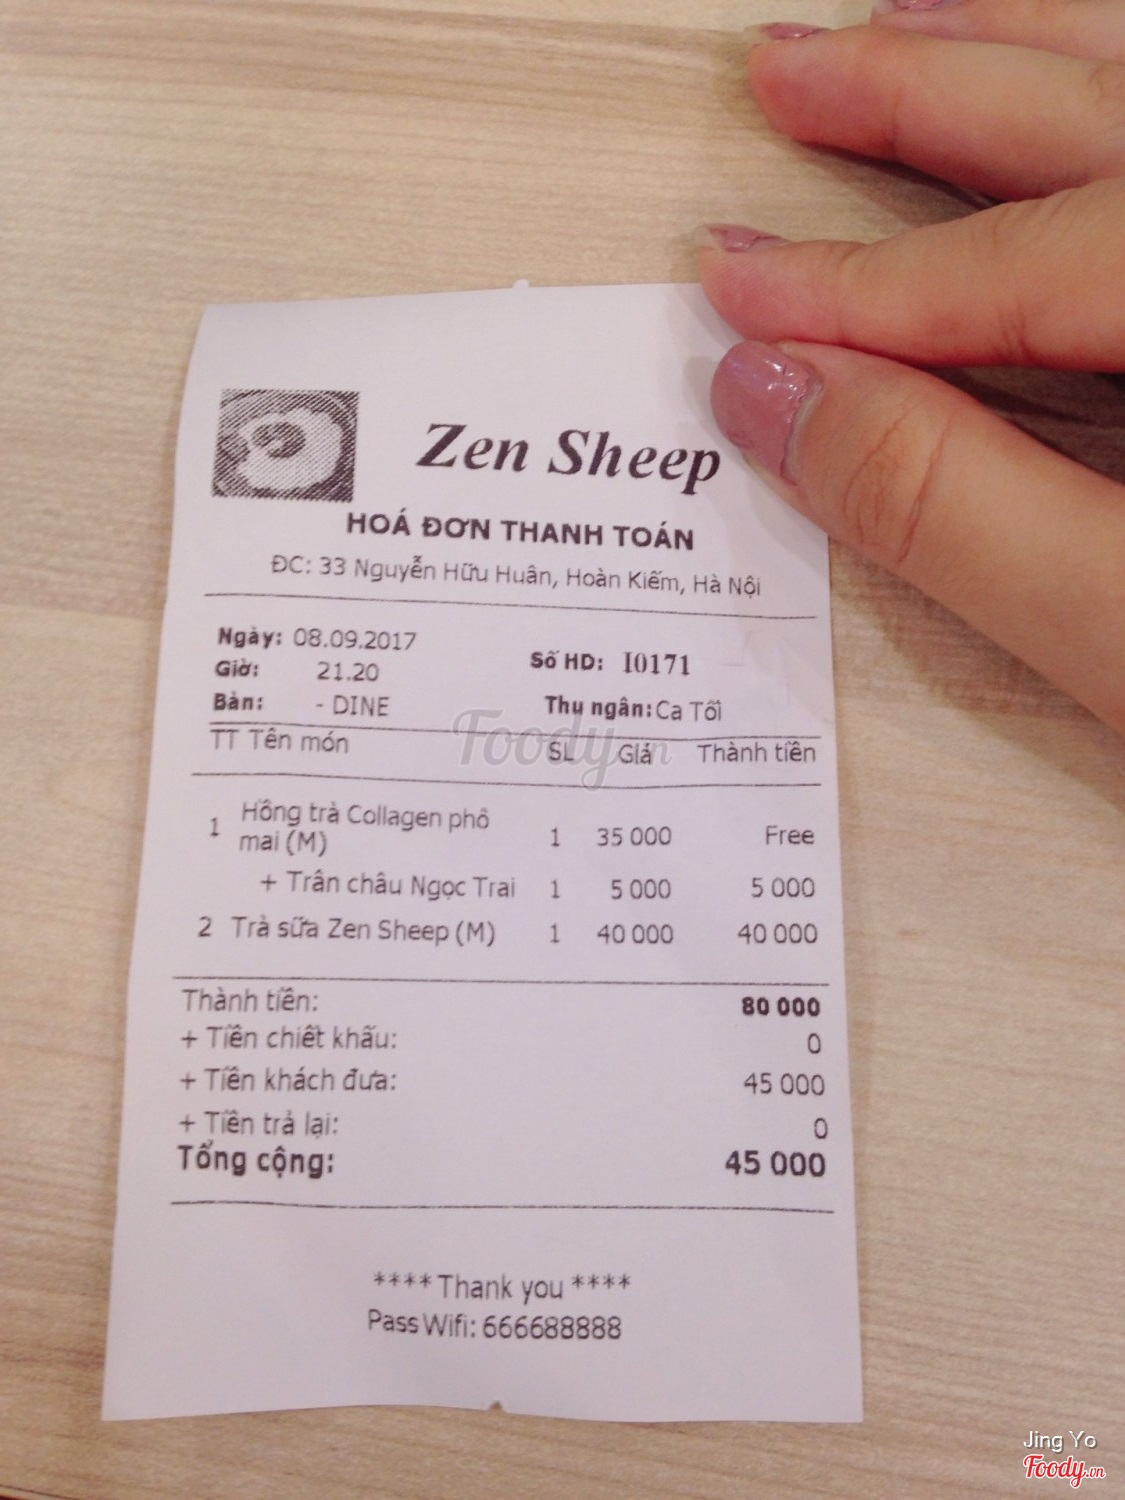 Zen Sheep
HOÁ ĐƠN THANH TOÁN
ĐC: 33 Nguyễn Hữu Huân, Hoàn Kiếm, Hà Nội
Ngày: 08.09.2017
Giờ: 21.20
Số HD: I0171
Bàn: - DINE
Thu ngân: Ca Tối
TT Tên món SL Giá Thành tiền
1 Hồng trà Collagen phô mai (M) 1 35 000 Free
+ Trân châu Ngọc Trai 1 5 000 5 000
2 Trà sữa Zen Sheep (M) 1 40 000 40 000
Thành tiền: 80 000
+ Tiền chiết khấu: 0
+ Tiền khách đưa: 45 000
+ Tiền trả lại: 0
Tổng cộng: 45 000
**** Thank you ****
Pass Wifi: 666688888
Foody.vn
Jing Yo
Foody.vn